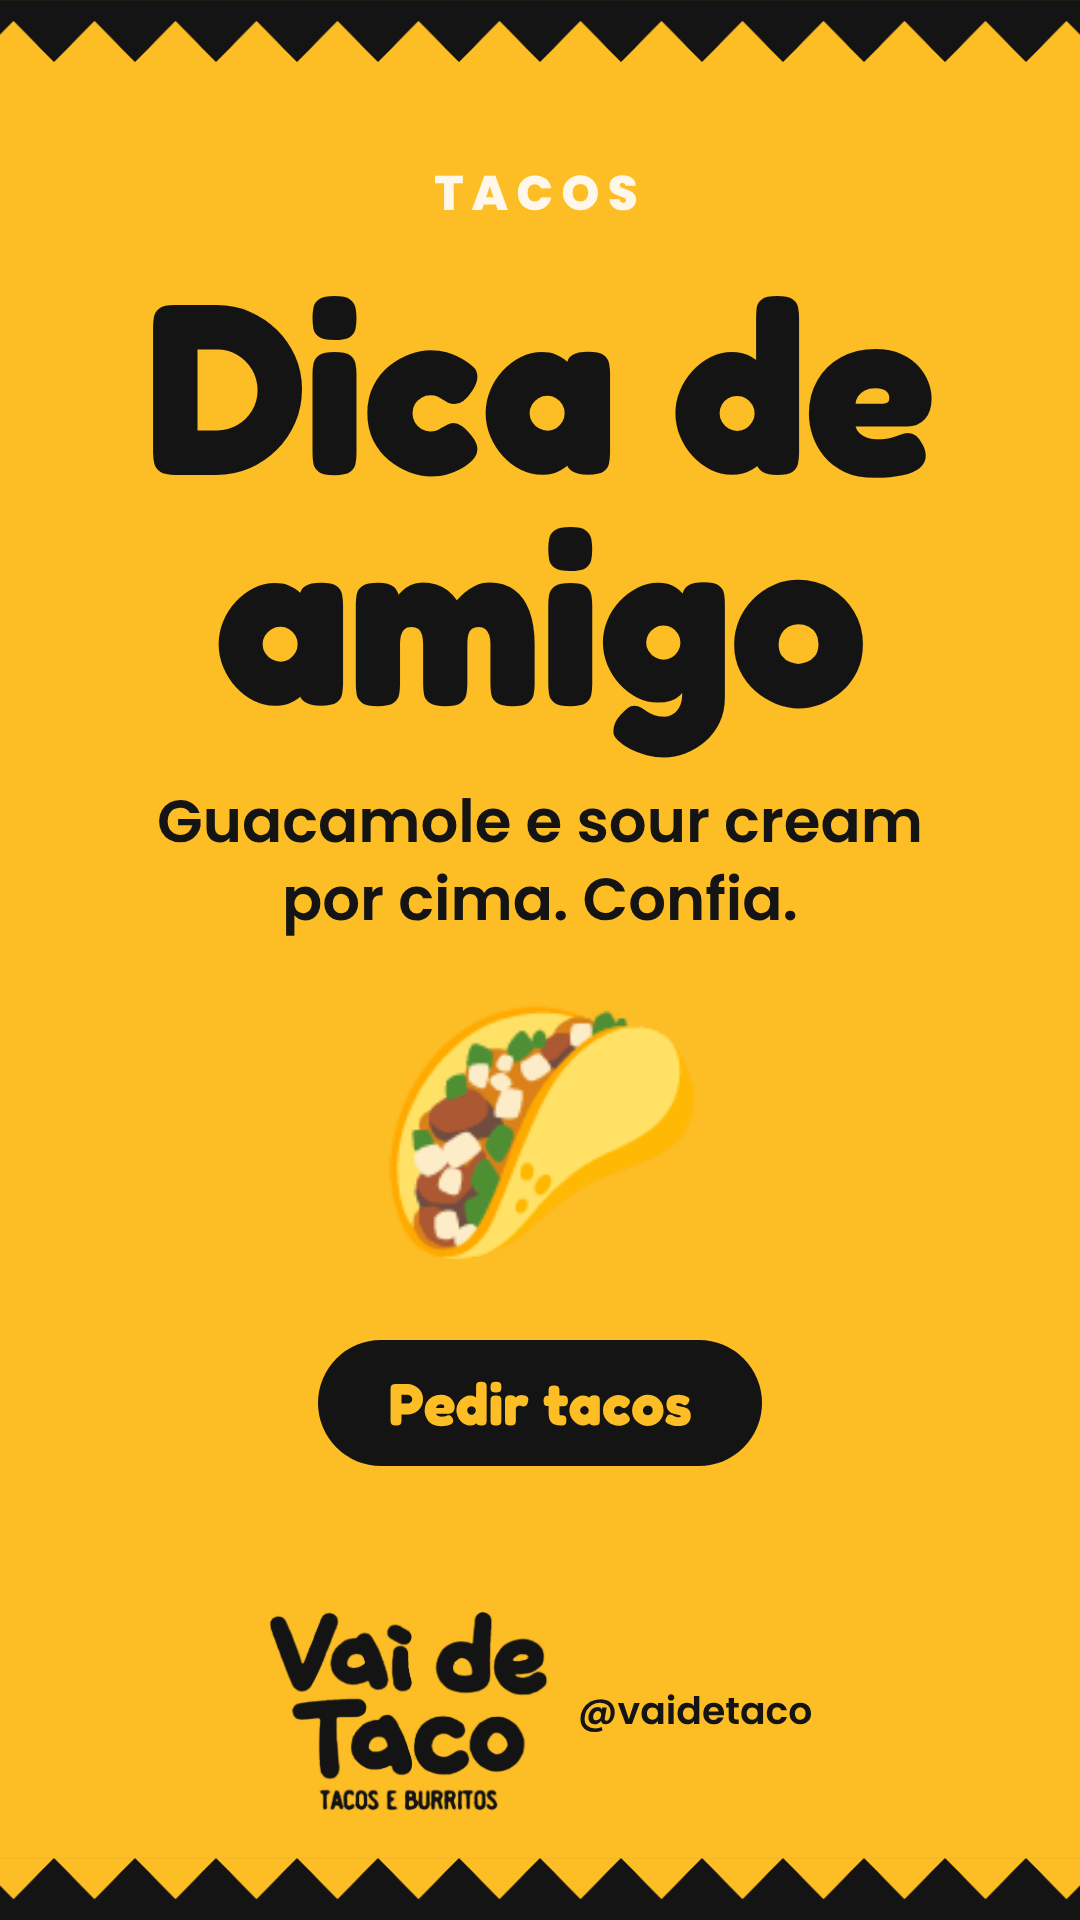 TACOS
Dica de
amigo
Guacamole e sour cream
por cima. Confia.
Pedir tacos
Vai de
Taco
TACOS E BURRITOS
@vaidetaco